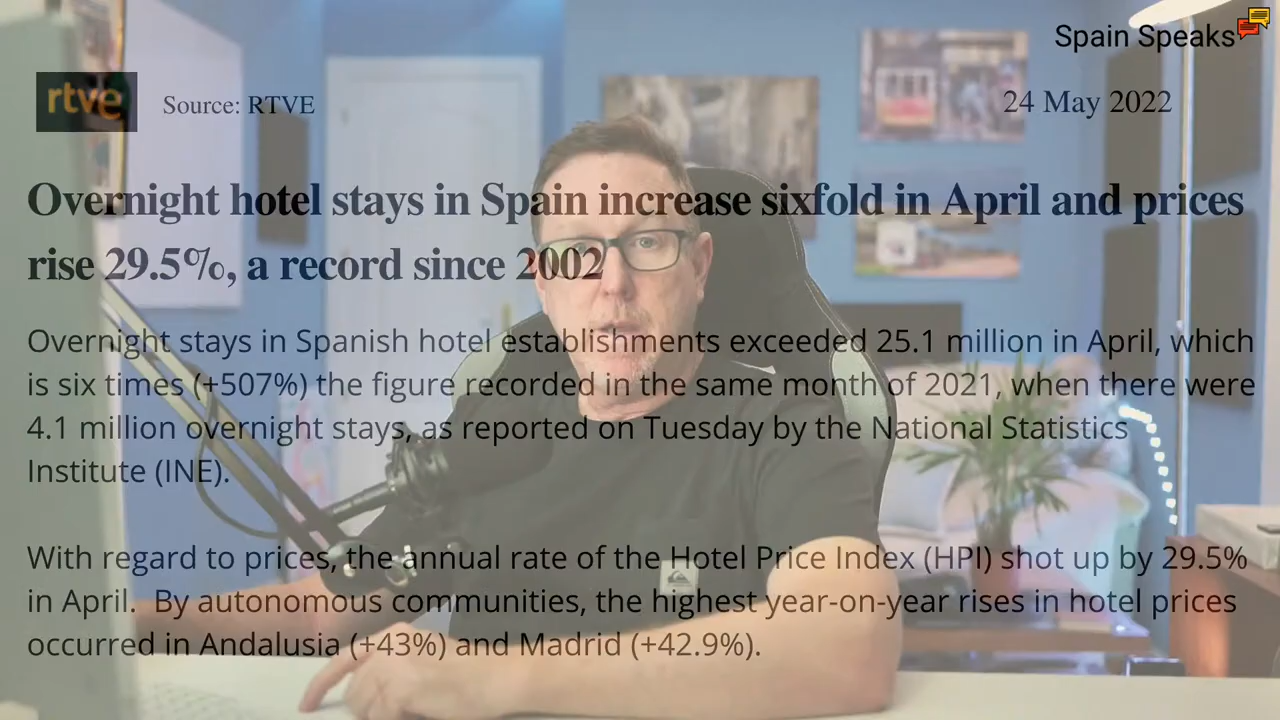 Spain Speaks
rtve
Source: RTVE
24 May 2022
Overnight hotel stays in Spain increase sixfold in April and prices
rise 29.5%, a record since 2002
Overnight stays in Spanish hotel establishments exceeded 25.1 million in April, which
is six times (+507%) the figure recorded in the same month of 2021, when there were
4.1 million overnight stays, as reported on Tuesday by the National Statistics
Institute (INE).
With regard to prices, the annual rate of the Hotel Price Index (HPI) shot up by 29.5%
in April. By autonomous communities, the highest year-on-year rises in hotel prices
occurred in Andalusia (+43%) and Madrid (+42.9%).